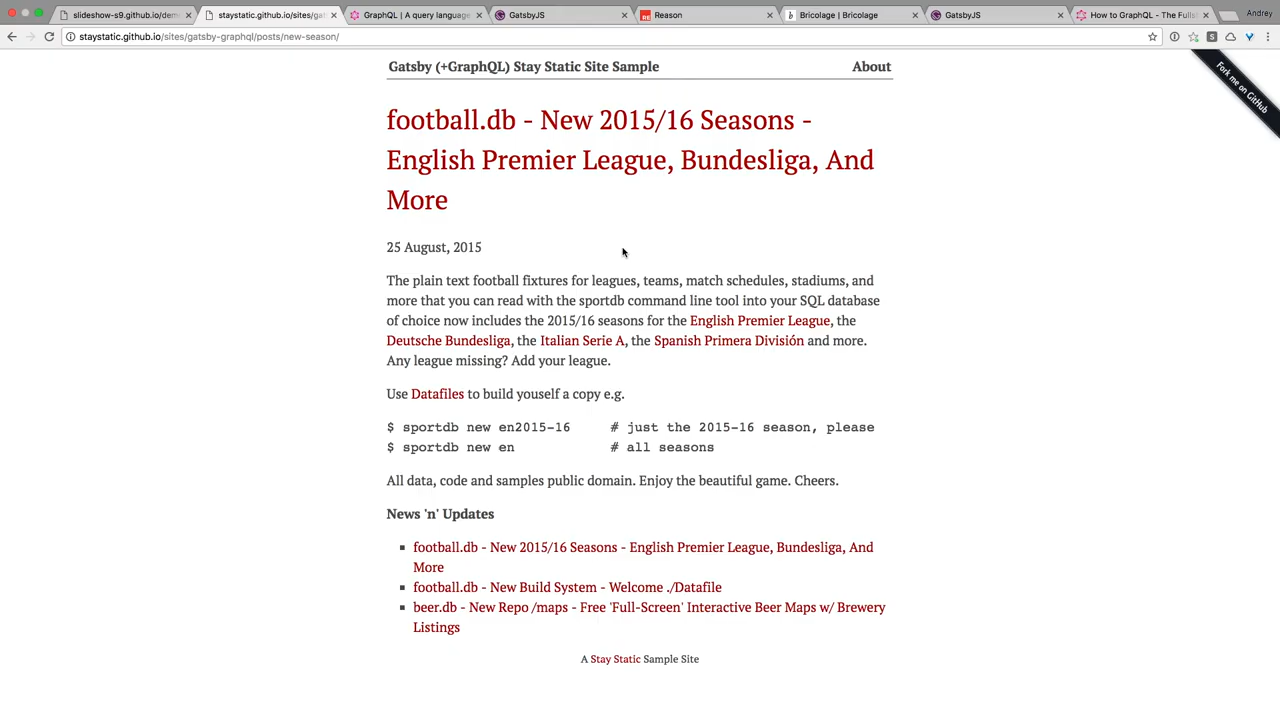 slideshow-s9.github.io/dem
staystatic.github.io/sites/gat
GraphQL | A query language
GatsbyJS
Reason
Bricolage | Bricolage
GatsbyJS
How to GraphQL - The Fulls
Andrey
staystatic.github.io/sites/gatsby-graphql/posts/new-season/
Gatsby (+GraphQL) Stay Static Site Sample
About
Fork me on GitHub
football.db - New 2015/16 Seasons -
English Premier League, Bundesliga, And
More
25 August, 2015
The plain text football fixtures for leagues, teams, match schedules, stadiums, and
more that you can read with the sportdb command line tool into your SQL database
of choice now includes the 2015/16 seasons for the English Premier League, the
Deutsche Bundesliga, the Italian Serie A, the Spanish Primera División and more.
Any league missing? Add your league.
Use Datafiles to build youself a copy e.g.
$ sportdb new en2015-16 # just the 2015-16 season, please
$ sportdb new en # all seasons
All data, code and samples public domain. Enjoy the beautiful game. Cheers.
News 'n' Updates
football.db - New 2015/16 Seasons - English Premier League, Bundesliga, And
More
football.db - New Build System - Welcome ./Datafile
beer.db - New Repo /maps - Free 'Full-Screen' Interactive Beer Maps w/ Brewery
Listings
A Stay Static Sample Site